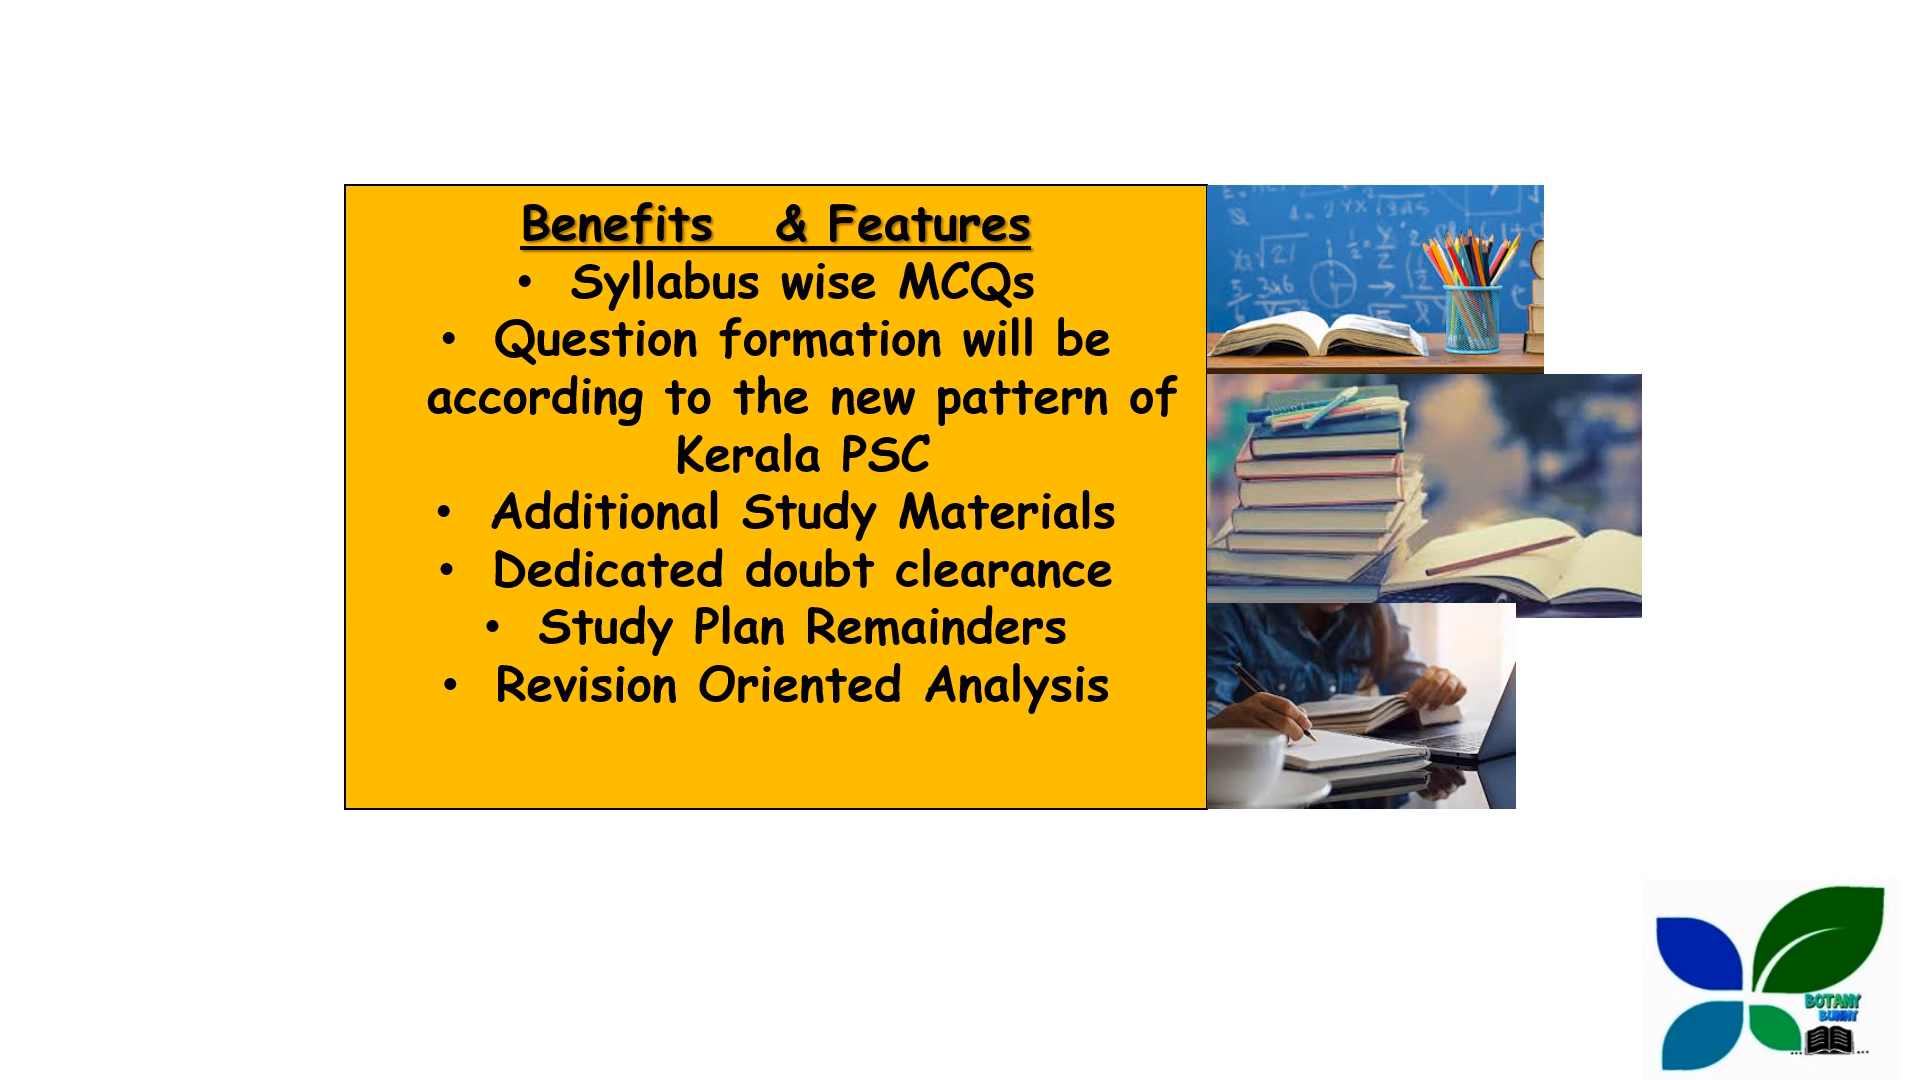 Benefits & Features
• Syllabus wise MCQs
• Question formation will be
according to the new pattern of
Kerala PSC
• Additional Study Materials
• Dedicated doubt clearance
• Study Plan Remainders
• Revision Oriented Analysis
BOTANY
BUNNY